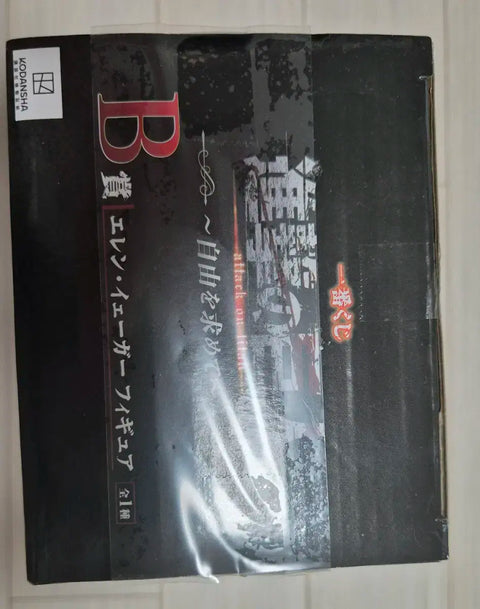 一番くじ
進撃の巨人
attack on titan
～自由を求めて
B賞 エレン・イェーガー フィギュア 全1種
KODANSHA